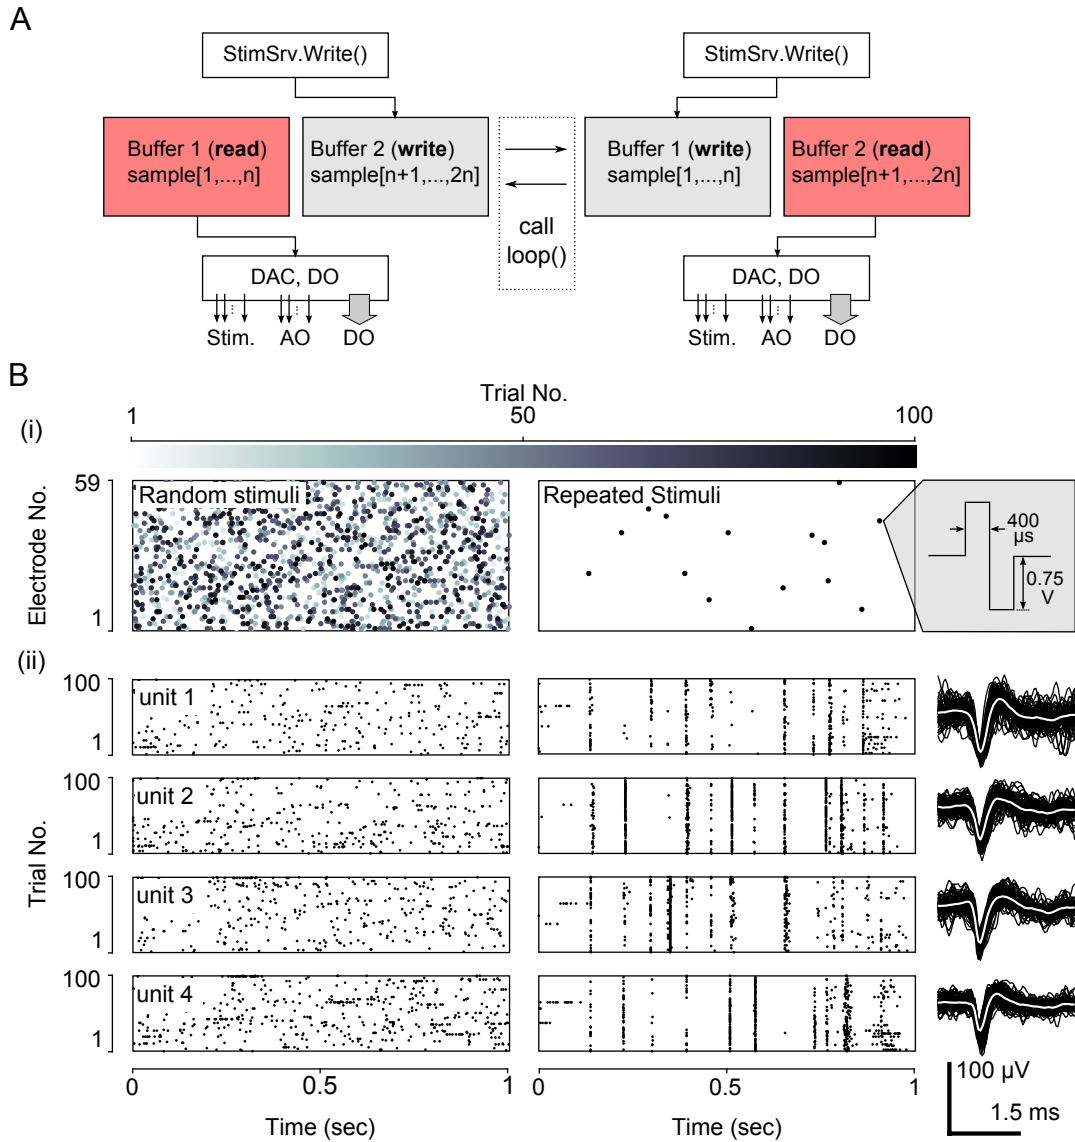 A
StimSrv.Write()
StimSrv.Write()
Buffer 1 (read)
sample[1,...,n]
Buffer 2 (write)
sample[n+1,...,2n]
call
loop()
Buffer 1 (write)
sample[1,...,n]
Buffer 2 (read)
sample[n+1,...,2n]
DAC, DO
DAC, DO
Stim. AO DO
Stim. AO DO
B
Trial No.
1 50 100
(i)
59
Electrode No.
1
Random stimuli
Repeated Stimuli
400
µs
0.75
V
(ii)
Trial No.
100
1
unit 1
100
1
unit 2
100
1
unit 3
100
1
unit 4
0 0.5 1
Time (sec)
0 0.5 1
Time (sec)
100 µV
1.5 ms